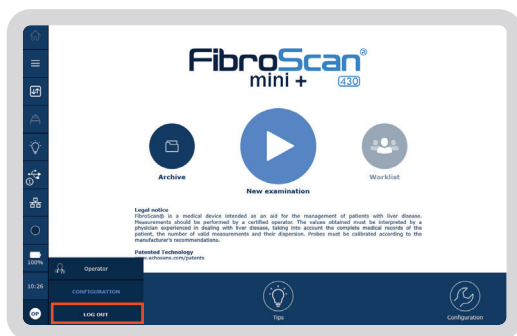 FibroScan®
mini + 430
Archive
New examination
Worklist
Legal notice
FibroScan® is a medical device intended as an aid for the management of patients with liver disease.
Measurements should be performed by a certified operator. The values obtained must be interpreted by a
physician experienced in dealing with liver disease, taking into account the complete medical records of the
patient, the number of valid measurements and their dispersion. Probes must be calibrated according to the
manufacturer's recommendations.
Patented Technology
www.echosens.com/patents
100%
Operator
10:26
CONFIGURATION
OP
LOG OUT
Tips
Configuration